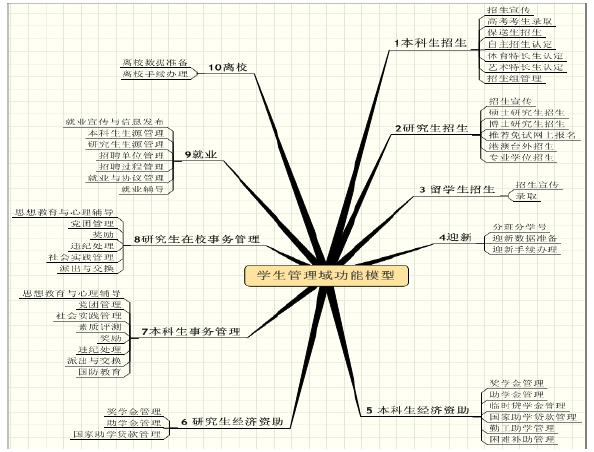 学生管理域功能模型
1本科生招生
招生宣传
高考考生录取
保送生招生
自主招生认定
体育特长生认定
艺术特长生认定
招生组管理
2研究生招生
招生宣传
硕士研究生招生
博士研究生招生
推荐免试网上报名
港澳台外招生
专业学位招生
3 留学生招生
招生宣传
录取
4迎新
分班分学号
迎新数据准备
迎新手续办理
5 本科生经济资助
奖学金管理
助学金管理
临时贷学金管理
国家助学贷款管理
勤工助学管理
困难补助管理
6 研究生经济资助
奖学金管理
助学金管理
国家助学贷款管理
7本科生事务管理
思想教育与心理辅导
党团管理
社会实践管理
素质评测
奖励
违纪处理
派出与交换
国防教育
8研究生在校事务管理
思想教育与心理辅导
党团管理
奖励
违纪处理
社会实践管理
派出与交换
9就业
就业宣传与信息发布
本科生生源管理
研究生生源管理
招聘单位管理
招聘过程管理
就业与协议管理
就业辅导
10离校
离校数据准备
离校手续办理